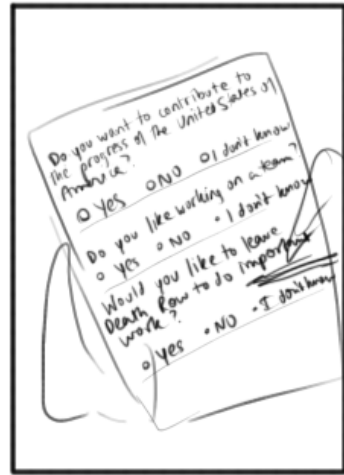 Do you want to contribute to
the progress of the United States of
America?
Yes NO I don't know
Do you like working on a team?
Yes NO I don't know
Would you like to leave
Death Row to do important
work?
Yes NO I don't know